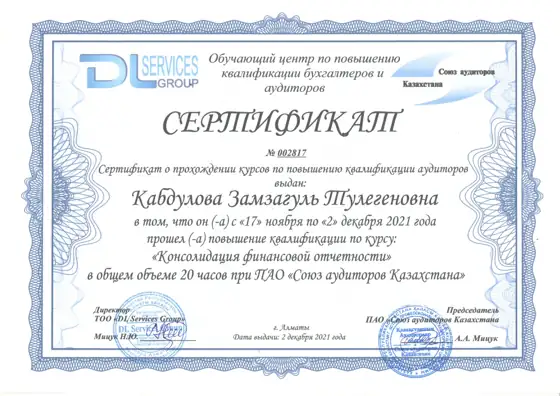 DL SERVICES GROUP
Обучающий центр по повышению
квалификации бухгалтеров и
аудиторов
Союз аудиторов
Казахстана
СЕРТИФИКАТ
№ 002817
Сертификат о прохождении курсов по повышению квалификации аудиторов
выдан:
Кабдулова Замзагуль Тулегеновна
в том, что он (-а) с «17» ноября по «2» декабря 2021 года
прошел (-а) повышение квалификации по курсу:
«Консолидация финансовой отчетности»
в общем объеме 20 часов при ПАО «Союз аудиторов Казахстана»
Директор
ТОО «DL Services Group»
DL Services Group
Мицук Н.Ю.
г. Алматы
Дата выдачи: 2 декабря 2021 года
Председатель
ПАО «Союз аудиторов Казахстана
А.А. Мицук